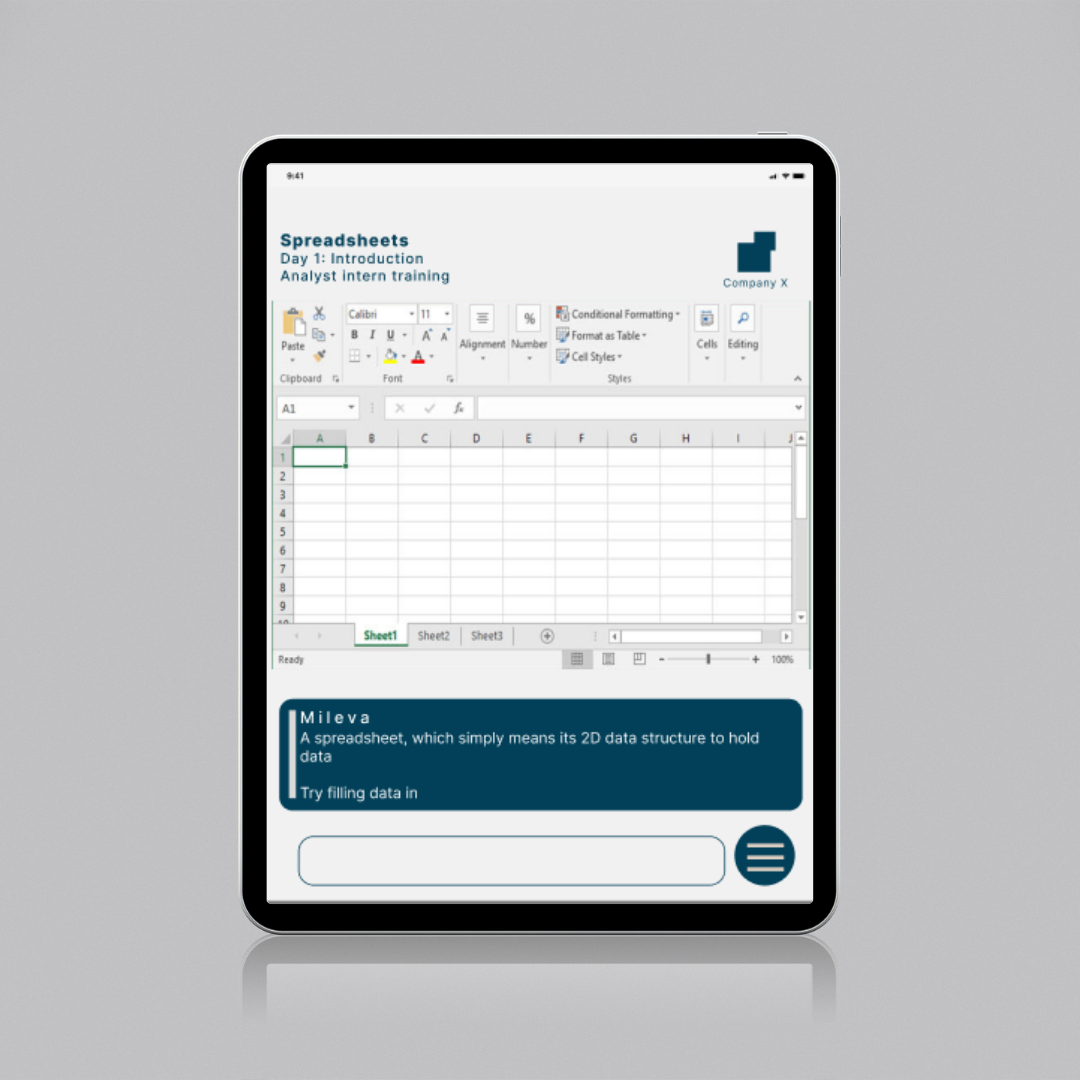 9:41
Spreadsheets
Day 1: Introduction
Analyst intern training
Company X
Calibri
11
Conditional Formatting
Paste
B I U
A A
A
%
Format as Table
Alignment
Number
Cells
Editing
Cell Styles
Clipboard
Font
Styles
A1
fx
A B C D E F G H I J
1
2
3
4
5
6
7
8
9
10
Sheet1 Sheet2 Sheet3
Ready
- + 100%
Mileva
A spreadsheet, which simply means its 2D data structure to hold
data
Try filling data in